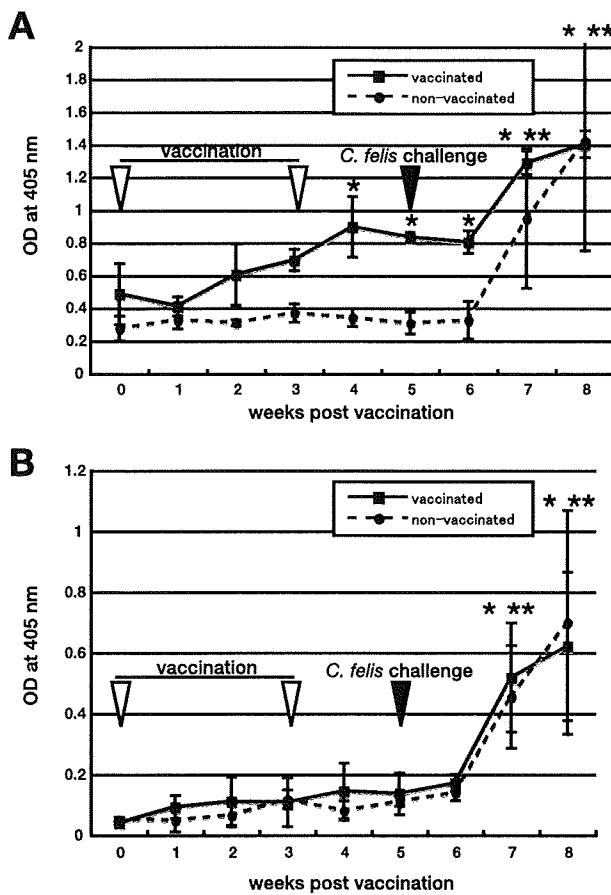 A
* **
2
1.8
1.6
1.4
1.2
1
0.8
0.6
0.4
0.2
0
OD at 405 nm
vaccinated
non-vaccinated
vaccination
C. felis challenge
* **
*
*
*
0 1 2 3 4 5 6 7 8
weeks post vaccination
B
1.2
1
0.8
0.6
0.4
0.2
0
OD at 405 nm
vaccinated
non-vaccinated
* **
* **
vaccination
C. felis challenge
0 1 2 3 4 5 6 7 8
weeks post vaccination